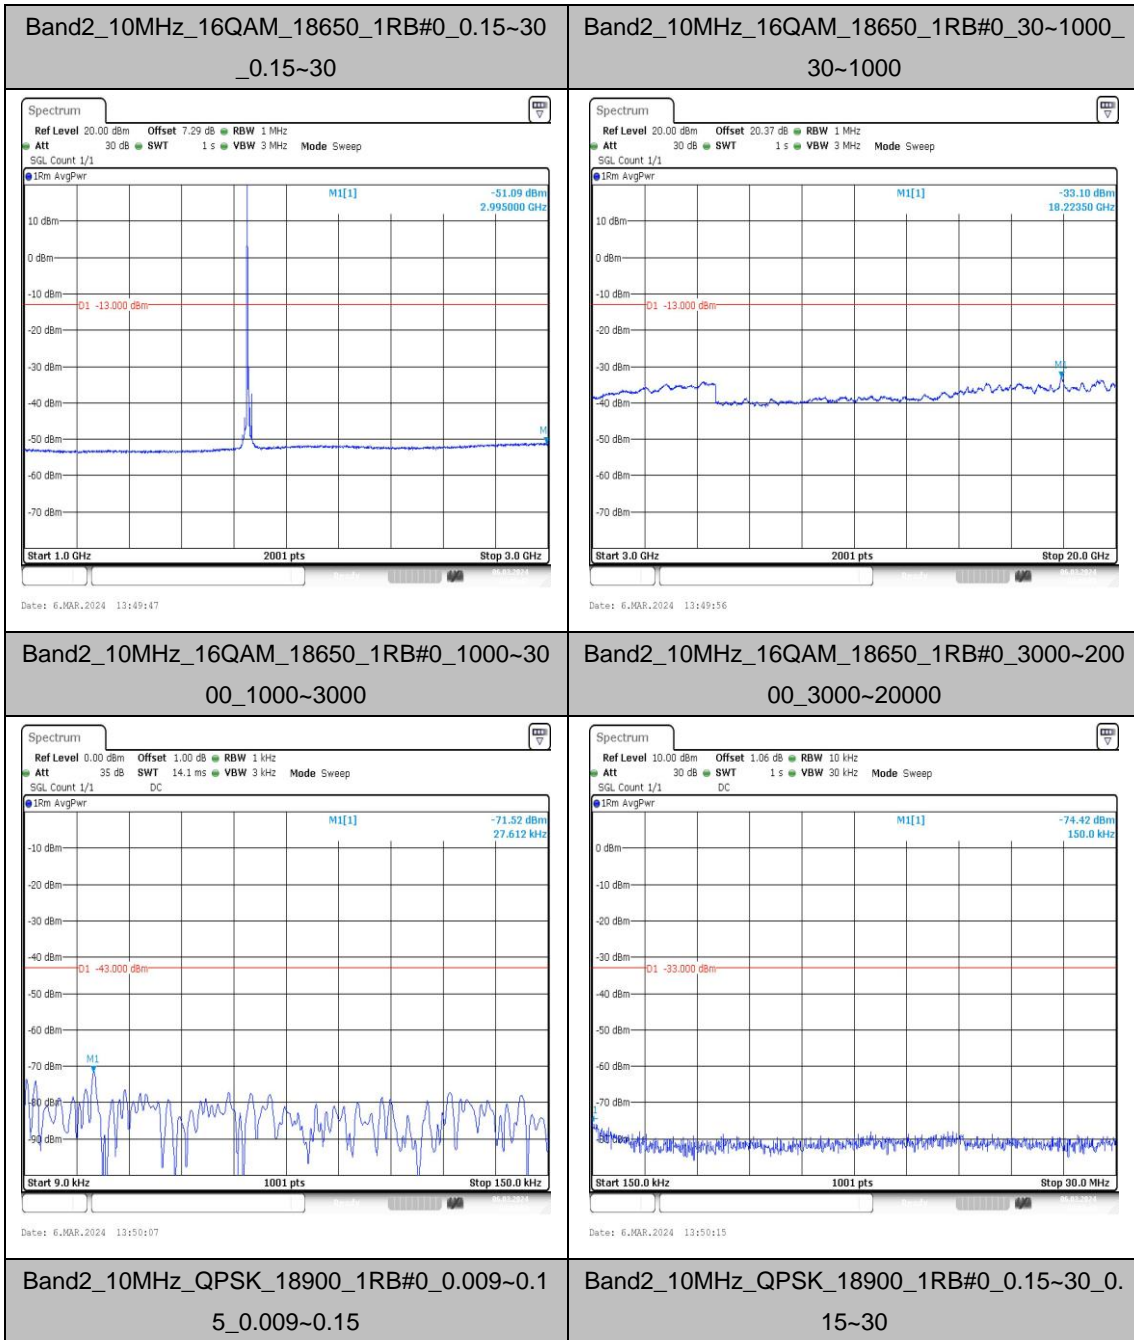 Band2_10MHz_16QAM_18650_1RB#0_0.15~30
_0.15~30
Band2_10MHz_16QAM_18650_1RB#0_30~1000_
30~1000
Spectrum
Ref Level 20.00 dBm Offset 7.29 dB RBW 1 MHz
Att 30 dB SWT 1 s VBW 3 MHz Mode Sweep
SGL Count 1/1
1Rm AvgPwr
M1[1] -51.09 dBm
2.995000 GHz
10 dBm
0 dBm
-10 dBm
D1 -13.000 dBm
-20 dBm
-30 dBm
-40 dBm
-50 dBm
-60 dBm
-70 dBm
Start 1.0 GHz 2001 pts Stop 3.0 GHz
Date: 6.MAR.2024 13:49:47
Spectrum
Ref Level 20.00 dBm Offset 20.37 dB RBW 1 MHz
Att 30 dB SWT 1 s VBW 3 MHz Mode Sweep
SGL Count 1/1
1Rm AvgPwr
M1[1] -33.10 dBm
18.22350 GHz
10 dBm
0 dBm
-10 dBm
D1 -13.000 dBm
-20 dBm
-30 dBm
M1
-40 dBm
-50 dBm
-60 dBm
-70 dBm
Start 3.0 GHz 2001 pts Stop 20.0 GHz
Date: 6.MAR.2024 13:49:56
Band2_10MHz_16QAM_18650_1RB#0_1000~30
00_1000~3000
Band2_10MHz_16QAM_18650_1RB#0_3000~200
00_3000~20000
Spectrum
Ref Level 0.00 dBm Offset 1.00 dB RBW 1 kHz
Att 35 dB SWT 14.1 ms VBW 3 kHz Mode Sweep
SGL Count 1/1 DC
1Rm AvgPwr
M1[1] -71.52 dBm
27.612 kHz
-10 dBm
-20 dBm
-30 dBm
-40 dBm
D1 -43.000 dBm
-50 dBm
-60 dBm
M1
-70 dBm
-80 dBm
-90 dBm
Start 9.0 kHz 1001 pts Stop 150.0 kHz
Date: 6.MAR.2024 13:50:07
Spectrum
Ref Level 10.00 dBm Offset 1.06 dB RBW 10 kHz
Att 30 dB SWT 1 s VBW 30 kHz Mode Sweep
SGL Count 1/1 DC
1Rm AvgPwr
M1[1] -74.42 dBm
150.0 kHz
0 dBm
-10 dBm
-20 dBm
-30 dBm
D1 -33.000 dBm
-40 dBm
-50 dBm
-60 dBm
-70 dBm
-80 dBm
Start 150.0 kHz 1001 pts Stop 30.0 MHz
Date: 6.MAR.2024 13:50:15
Band2_10MHz_QPSK_18900_1RB#0_0.009~0.1
5_0.009~0.15
Band2_10MHz_QPSK_18900_1RB#0_0.15~30_0.
15~30